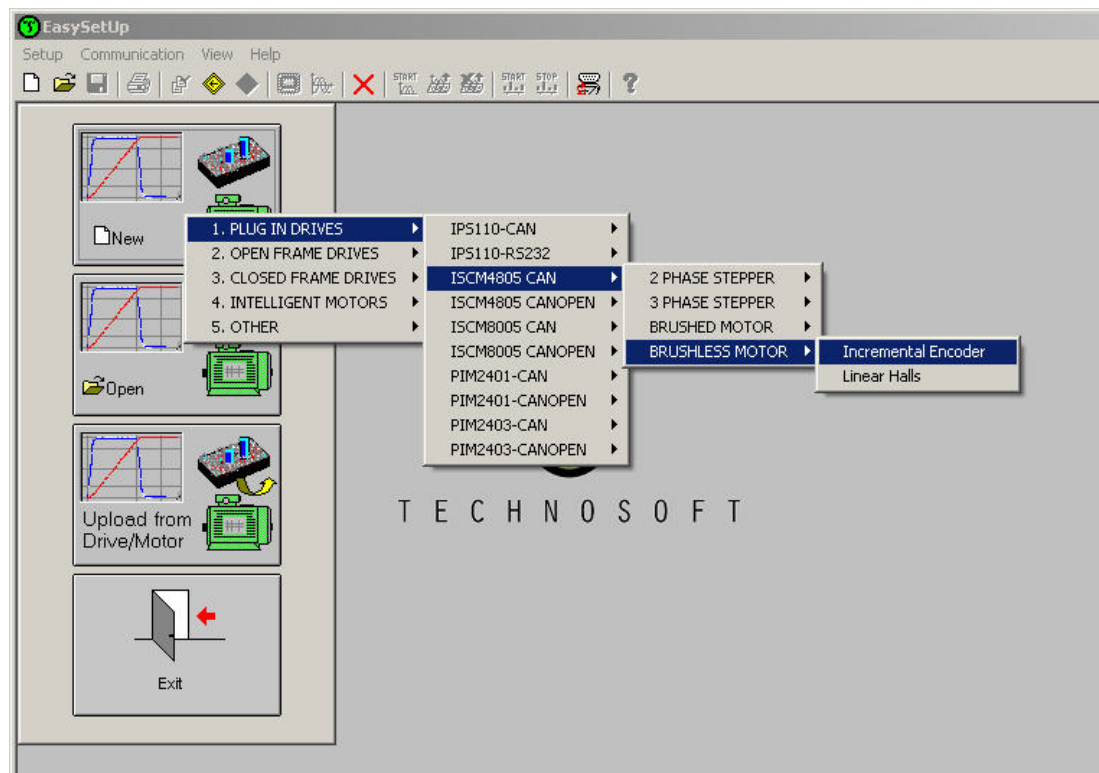 EasySetUp
Setup Communication View Help
START START STOP
New
1. PLUG IN DRIVES
2. OPEN FRAME DRIVES
3. CLOSED FRAME DRIVES
4. INTELLIGENT MOTORS
5. OTHER
IPS110-CAN
IPS110-RS232
ISCM4805 CAN
ISCM4805 CANOPEN
ISCM8005 CAN
ISCM8005 CANOPEN
PIM2401-CAN
PIM2401-CANOPEN
PIM2403-CAN
PIM2403-CANOPEN
2 PHASE STEPPER
3 PHASE STEPPER
BRUSHED MOTOR
BRUSHLESS MOTOR
Incremental Encoder
Linear Halls
Open
TECHNOSOFT
Upload from
Drive/Motor
Exit